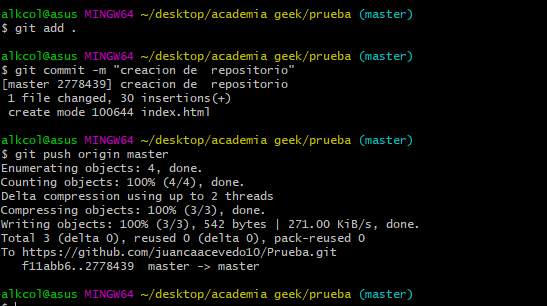 alkcol@asus MINGW64 ~/desktop/academia geek/prueba (master)
$ git add .
alkcol@asus MINGW64 ~/desktop/academia geek/prueba (master)
$ git commit -m "creacion de  repositorio"
[master 2778439] creacion de  repositorio
 1 file changed, 30 insertions(+)
 create mode 100644 index.html
alkcol@asus MINGW64 ~/desktop/academia geek/prueba (master)
$ git push origin master
Enumerating objects: 4, done.
Counting objects: 100% (4/4), done.
Delta compression using up to 2 threads
Compressing objects: 100% (3/3), done.
Writing objects: 100% (3/3), 542 bytes | 271.00 KiB/s, done.
Total 3 (delta 0), reused 0 (delta 0), pack-reused 0
To https://github.com/juancaacevedo10/Prueba.git
   f11abb6..2778439  master -> master
alkcol@asus MINGW64 ~/desktop/academia geek/prueba (master)
$